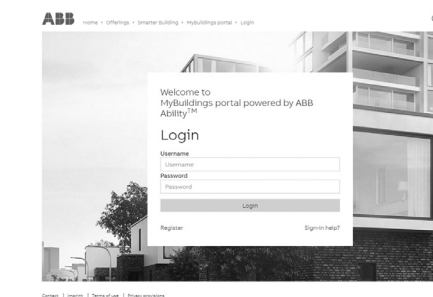 ABB
Home • Offerings • Smarter Building • MyBuildings portal • Login
Welcome to
MyBuildings portal powered by ABB
Ability™
Login
Username
Username
Password
Password
Login
Register Sign-in help?
Contact | Imprint | Terms of use | Privacy provisions